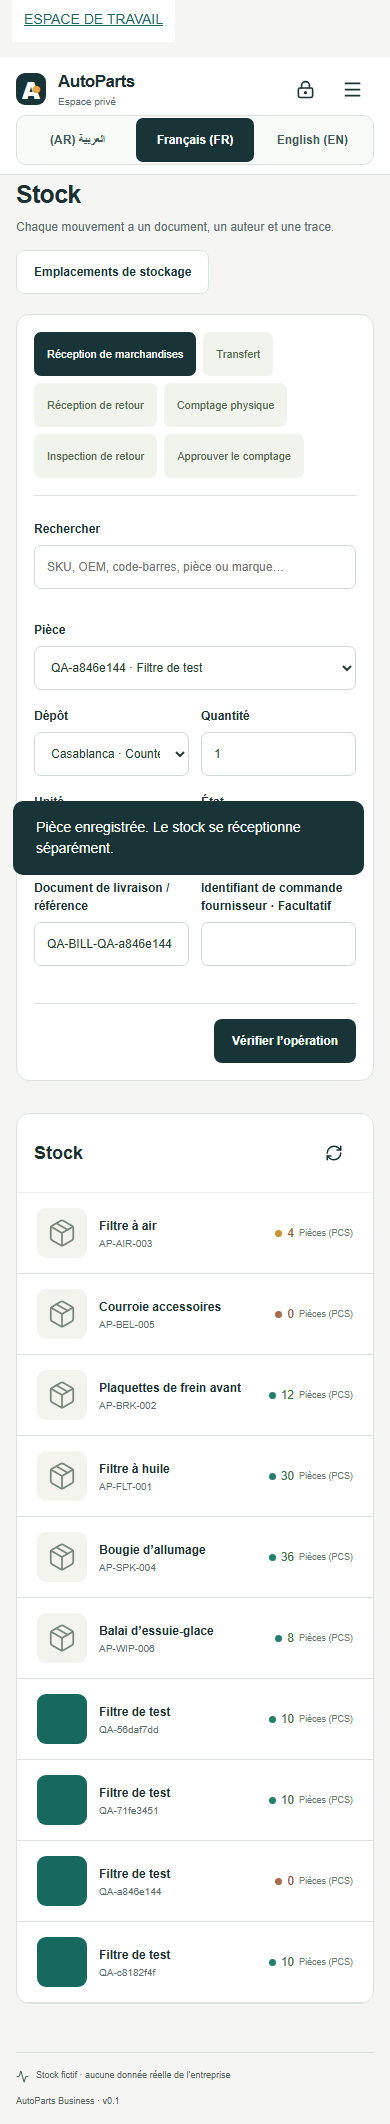 ESPACE DE TRAVAIL
AutoParts
Espace privé
العربية (AR)
Français (FR)
English (EN)
Stock
Chaque mouvement a un document, un auteur et une trace.
Emplacements de stockage
Réception de marchandises
Transfert
Réception de retour
Comptage physique
Inspection de retour
Approuver le comptage
Rechercher
SKU, OEM, code-barres, pièce ou marque…
Pièce
QA-a846e144 · Filtre de test
Dépôt
Quantité
Casablanca · Counte
1
Unité
État
Pièce enregistrée. Le stock se réceptionne
séparément.
Document de livraison /
référence
Identifiant de commande
fournisseur · Facultatif
QA-BILL-QA-a846e144
Vérifier l’opération
Stock
Filtre à air
AP-AIR-003
4 Pièces (PCS)
Courroie accessoires
AP-BEL-005
0 Pièces (PCS)
Plaquettes de frein avant
AP-BRK-002
12 Pièces (PCS)
Filtre à huile
AP-FLT-001
30 Pièces (PCS)
Bougie d’allumage
AP-SPK-004
36 Pièces (PCS)
Balai d’essuie-glace
AP-WIP-006
8 Pièces (PCS)
Filtre de test
QA-56daf7dd
10 Pièces (PCS)
Filtre de test
QA-71fe3451
10 Pièces (PCS)
Filtre de test
QA-a846e144
0 Pièces (PCS)
Filtre de test
QA-c8182f4f
10 Pièces (PCS)
Stock fictif · aucune donnée réelle de l’entreprise
AutoParts Business · v0.1